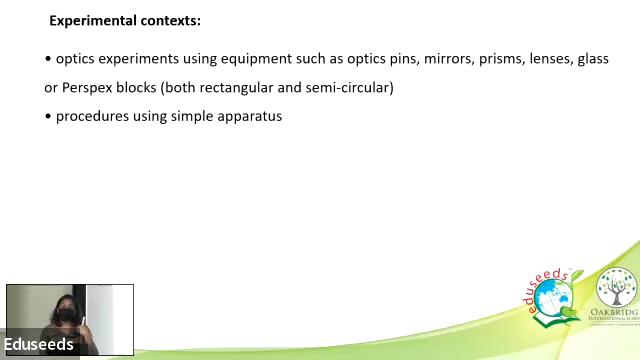 Experimental contexts:
• optics experiments using equipment such as optics pins, mirrors, prisms, lenses, glass
or Perspex blocks (both rectangular and semi-circular)
• procedures using simple apparatus
eduseeds
OAKBRIDGE
INTERNATIONAL SCHOOL
Eduseeds